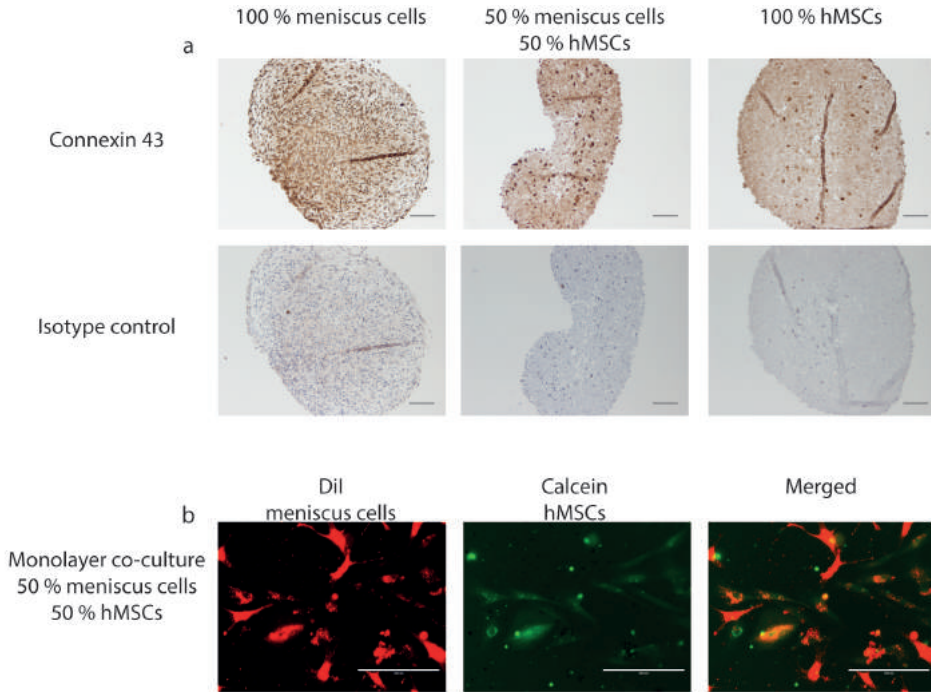 100 % meniscus cells
50 % meniscus cells
50 % hMSCs
100 % hMSCs
a
Connexin 43
Isotype control
b
DiI
meniscus cells
Calcein
hMSCs
Merged
Monolayer co-culture
50 % meniscus cells
50 % hMSCs